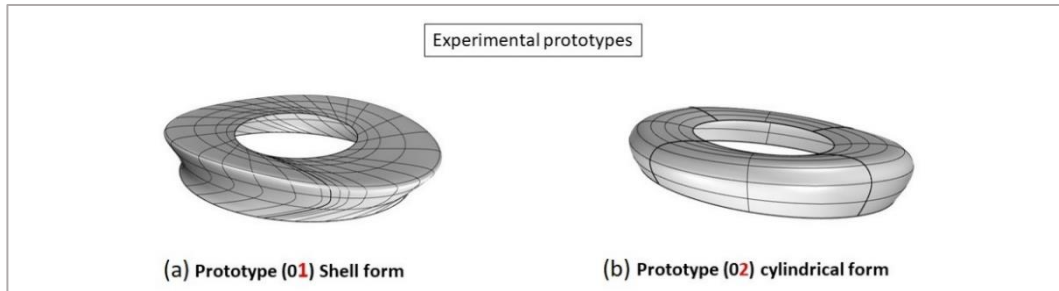 Experimental prototypes
(a) Prototype (01) Shell form
(b) Prototype (02) cylindrical form